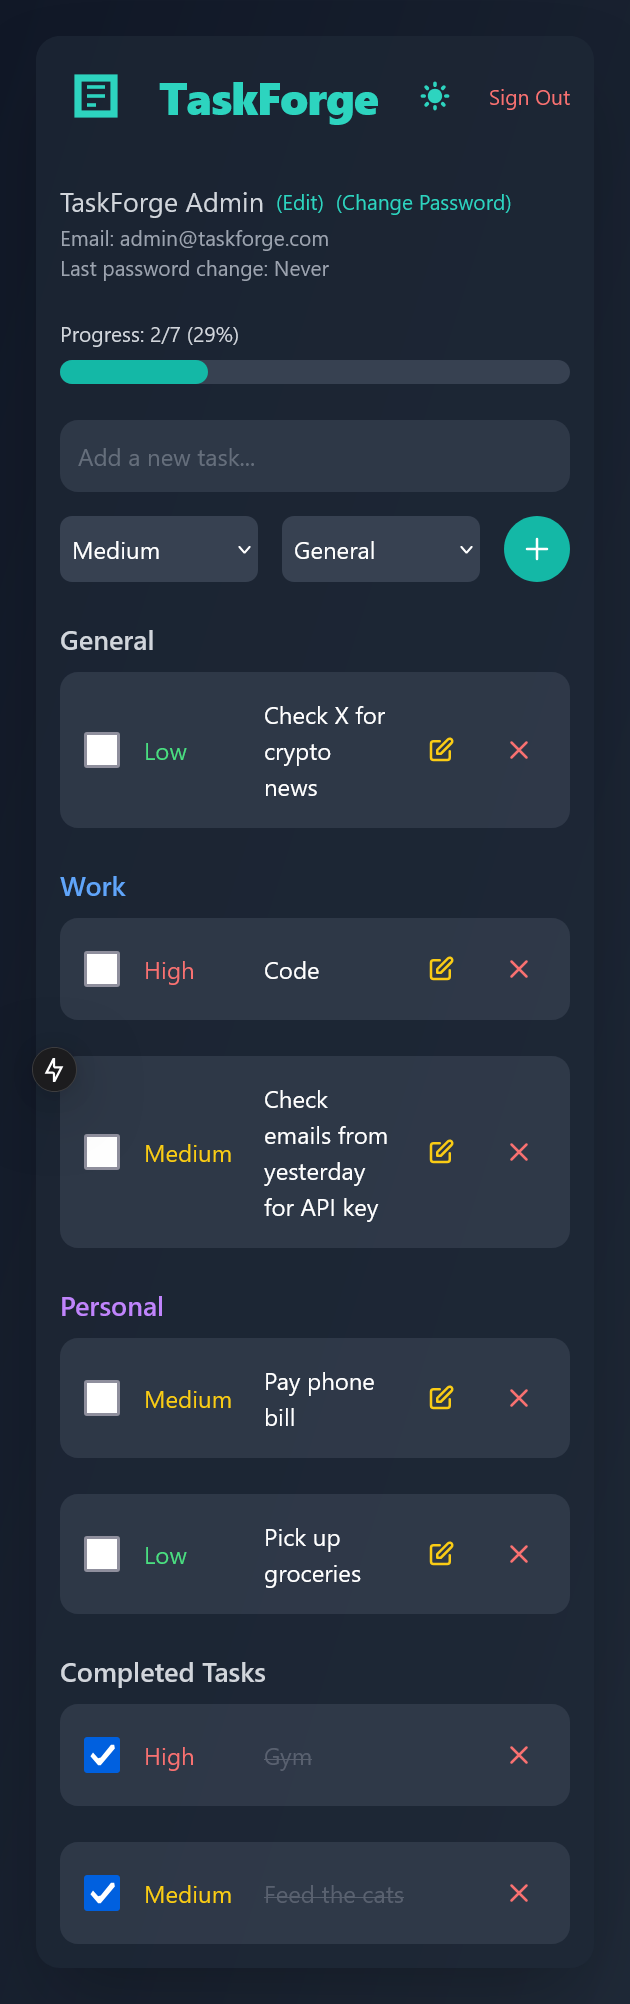 TaskForge
Sign Out
TaskForge Admin (Edit) (Change Password)
Email: admin@taskforge.com
Last password change: Never
Progress: 2/7 (29%)
Add a new task...
Medium
General
General
Low
Check X for
crypto
news
Work
High
Code
Medium
Check
emails from
yesterday
for API key
Personal
Medium
Pay phone
bill
Low
Pick up
groceries
Completed Tasks
High
Gym
Medium
Feed the cats